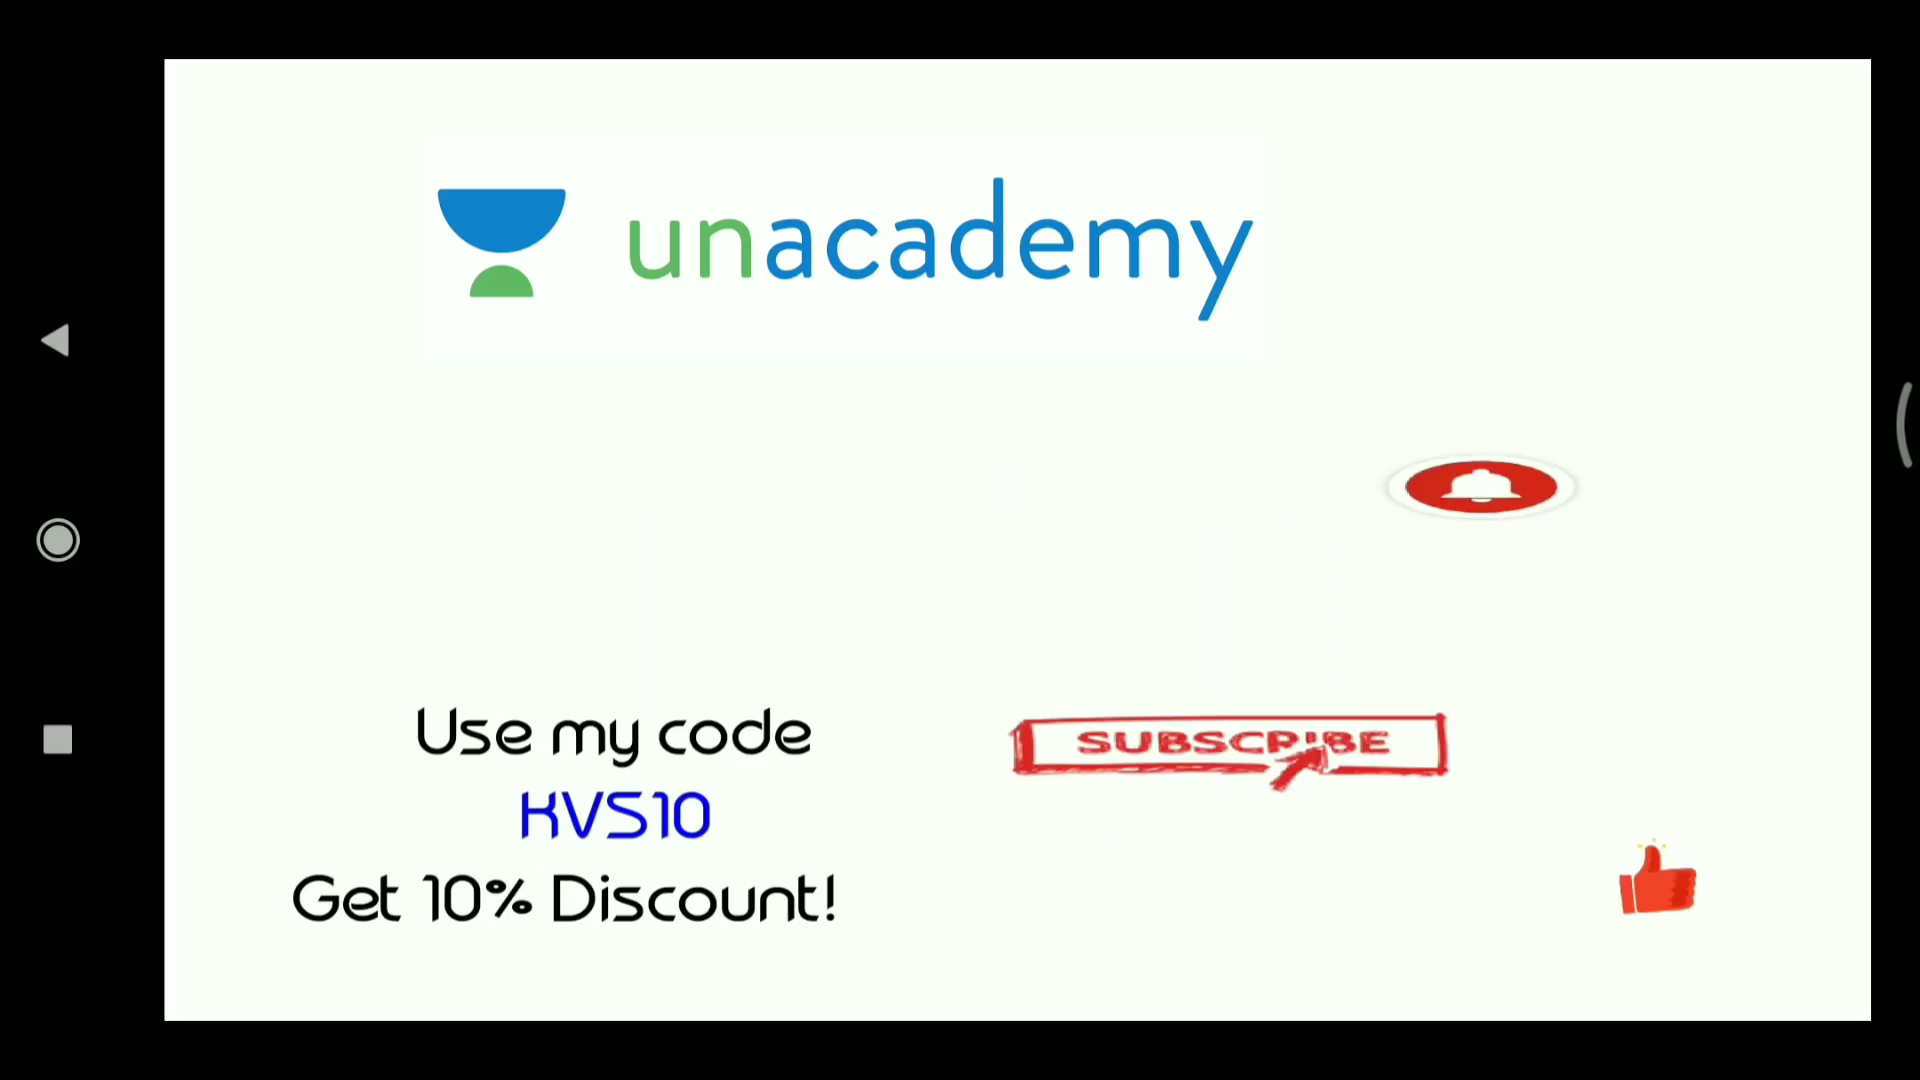 unacademy
Use my code
KVS10
Get 10% Discount!
SUBSCRIBE